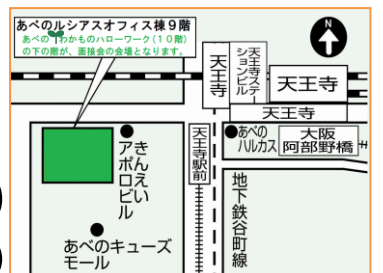 あべのルシアスオフィス棟９階
あべのわかものハローワーク(１０階)
の下の階が、面接会の会場となります。
N
天王寺
天王寺ステー
ションビル
天王寺
天王寺
天王寺駅前
あべの
ハルカス
大阪
阿部野橋
きんえい
アポロビル
地下鉄谷町線
あべのキューズ
モール